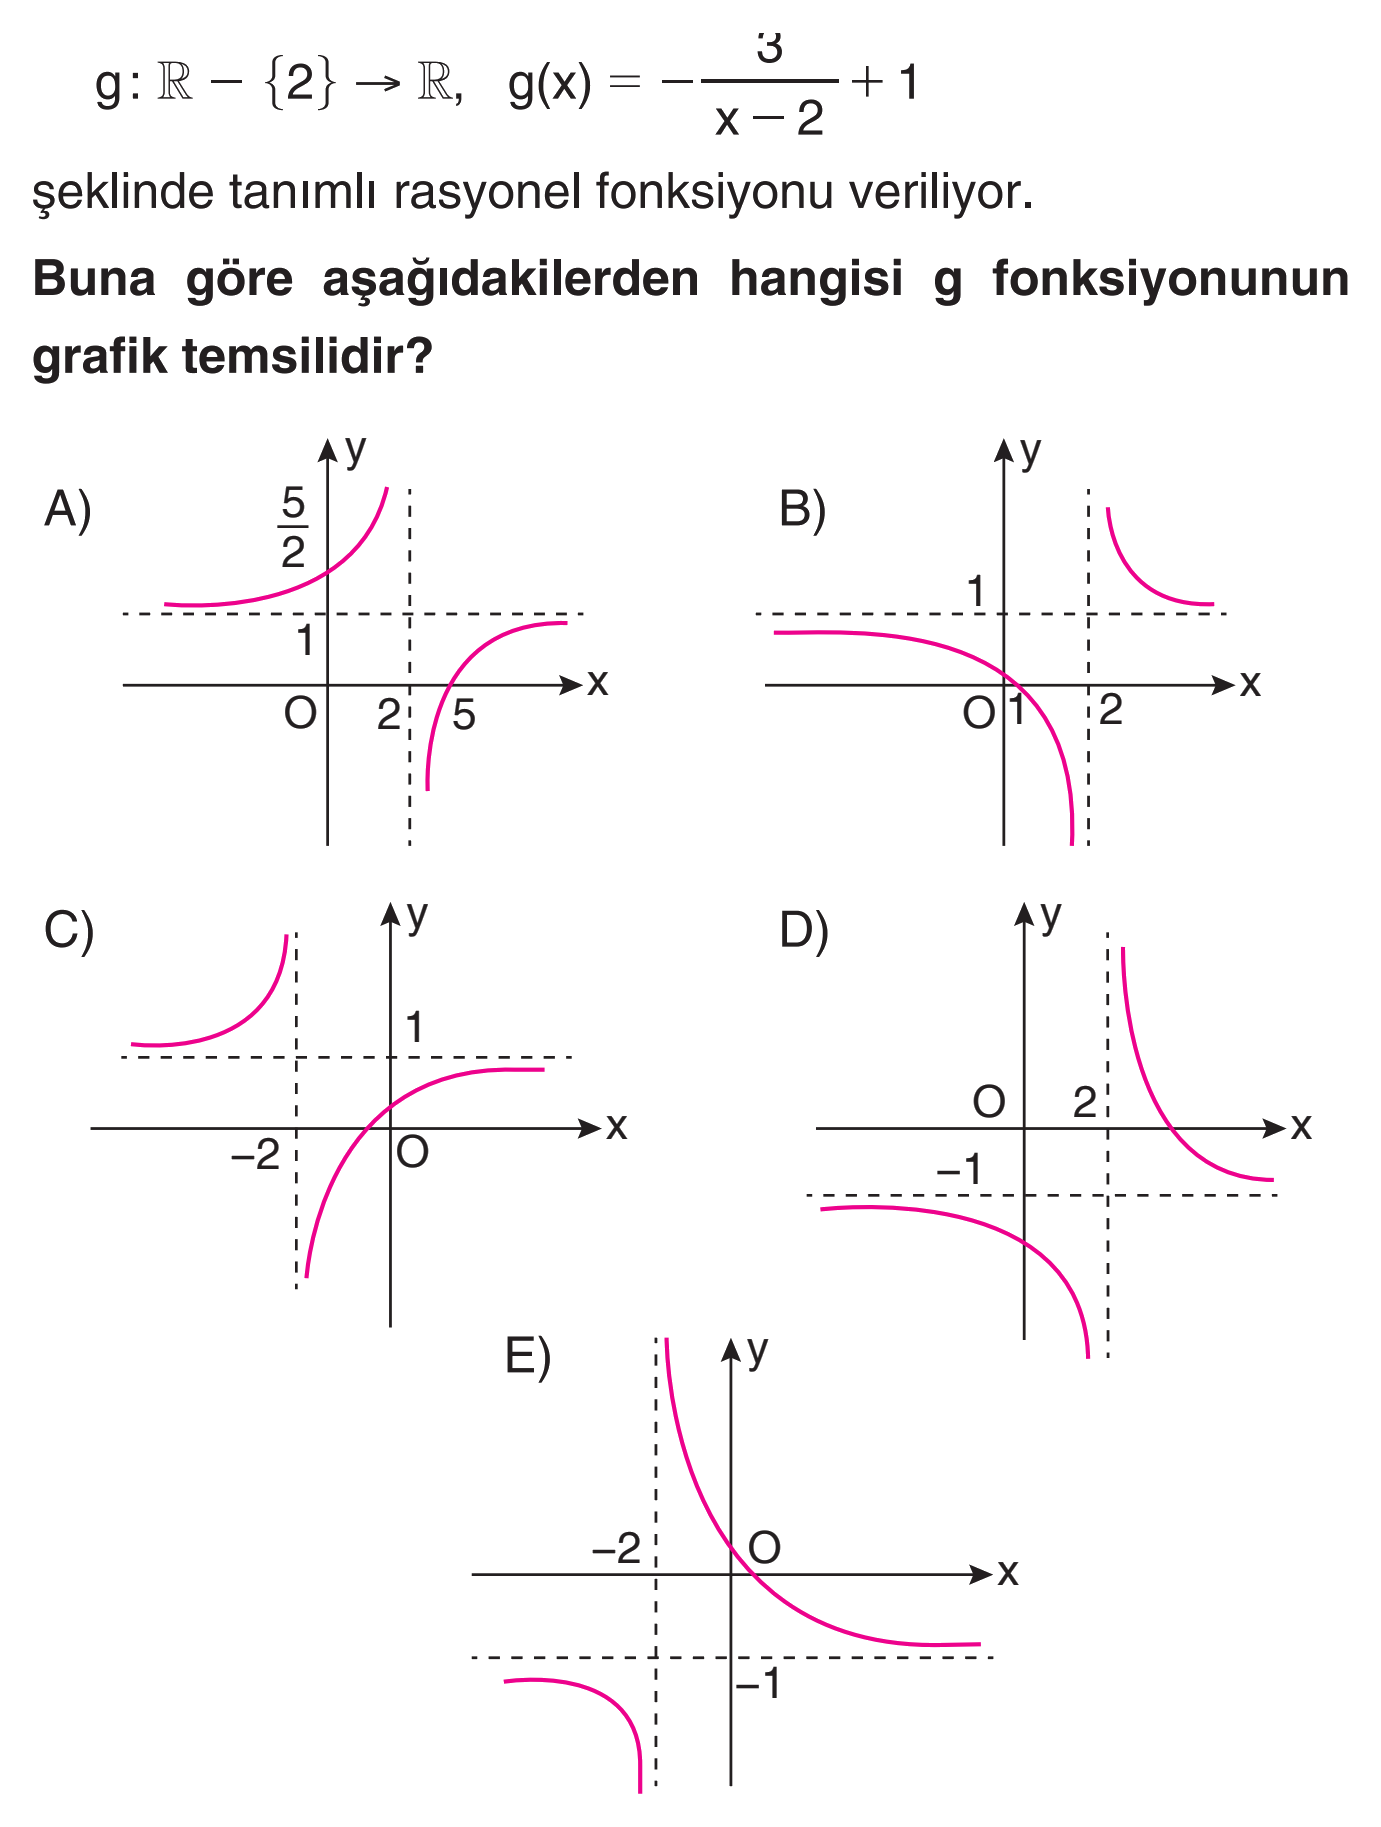 g: ℝ − {2} → ℝ, g(x) = − 3/(x − 2) + 1
şeklinde tanımlı rasyonel fonksiyonu veriliyor.
Buna göre aşağıdakilerden hangisi g fonksiyonunun
grafik temsilidir?
A)
y
5/2
1
O
2
5
x
B)
y
1
O
1
2
x
C)
y
1
−2
O
x
D)
y
O
2
−1
x
E)
y
−2
O
x
−1